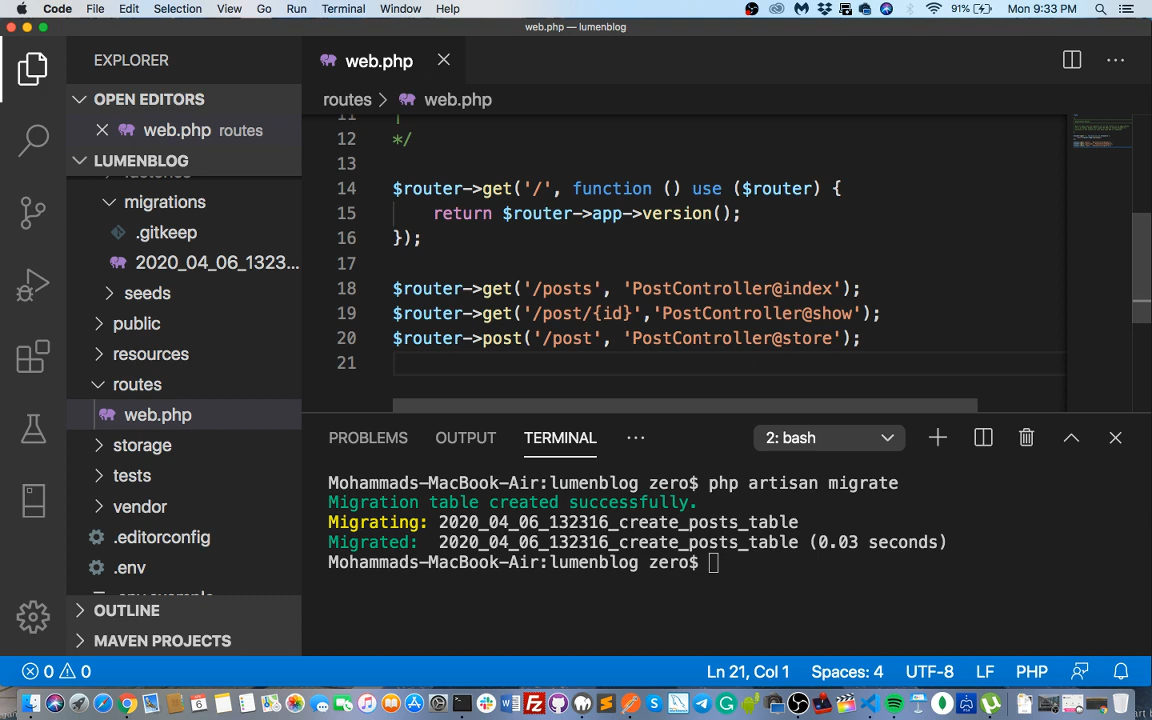 Code File Edit Selection View Go Run Terminal Window Help
91% Mon 9:33 PM
web.php — lumenblog
EXPLORER
OPEN EDITORS
web.php routes
LUMENBLOG
migrations
.gitkeep
2020_04_06_1323...
seeds
public
resources
routes
web.php
storage
tests
vendor
.editorconfig
.env
OUTLINE
MAVEN PROJECTS
web.php
routes > web.php
11 |
12 */
13
14 $router->get('/', function () use ($router) {
15 return $router->app->version();
16 });
17
18 $router->get('/posts', 'PostController@index');
19 $router->get('/post/{id}','PostController@show');
20 $router->post('/post', 'PostController@store');
21
PROBLEMS OUTPUT TERMINAL ... 2: bash
Mohammads-MacBook-Air:lumenblog zero$ php artisan migrate
Migration table created successfully.
Migrating: 2020_04_06_132316_create_posts_table
Migrated: 2020_04_06_132316_create_posts_table (0.03 seconds)
Mohammads-MacBook-Air:lumenblog zero$
0 0 Ln 21, Col 1 Spaces: 4 UTF-8 LF PHP